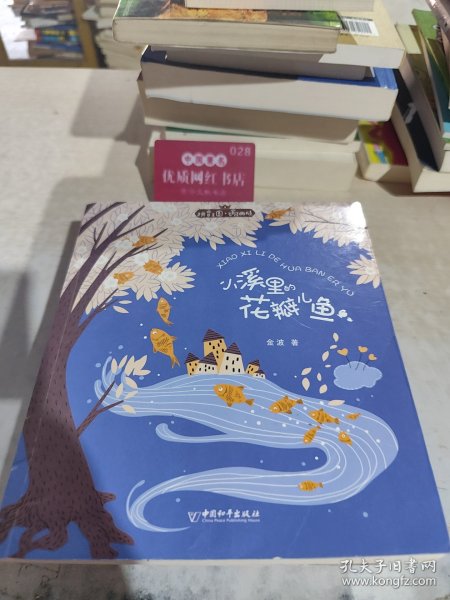 028
优质网红书店
XIAO XI LI DE HUA BAN ER YU
小溪里的
花瓣儿鱼
金波 著
中国和平出版社
China Peace Publishing House
孔夫子旧书网
www.kongfz.com